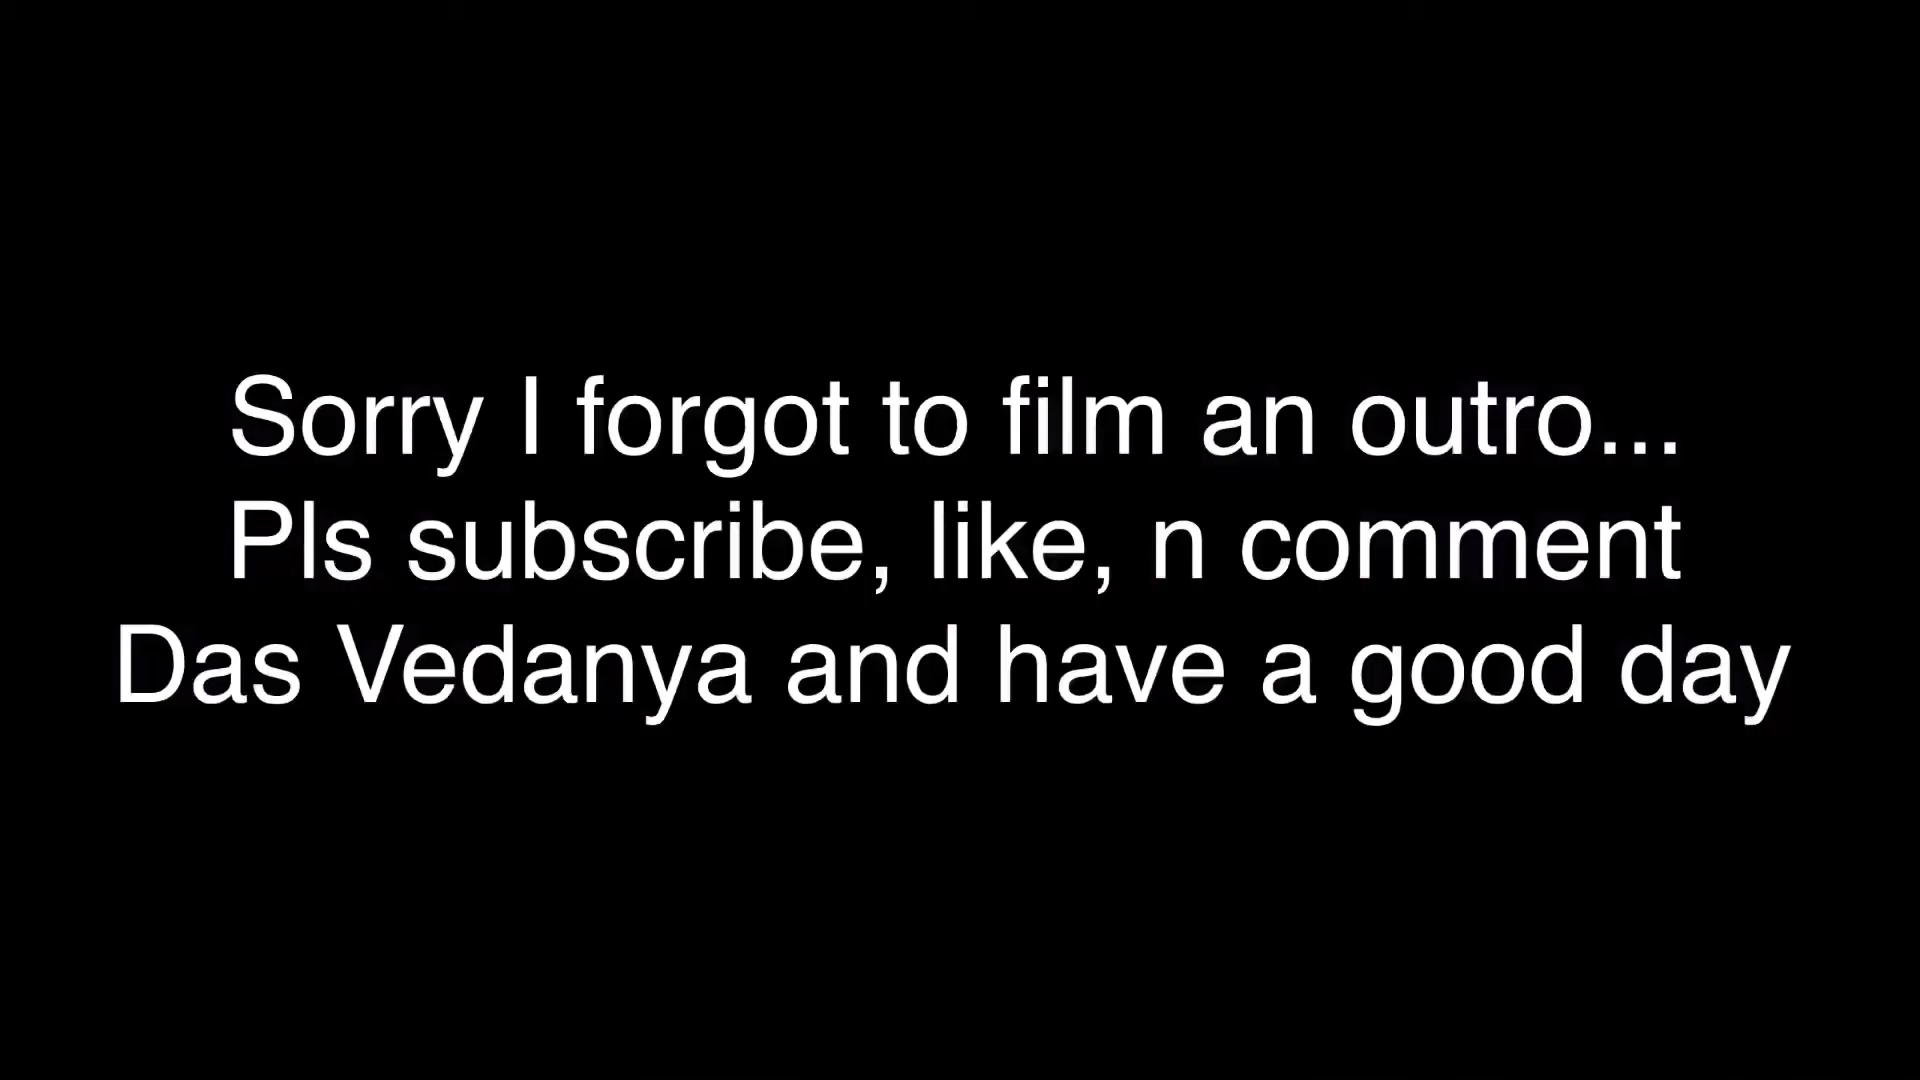 Sorry I forgot to film an outro...
Pls subscribe, like, n comment
Das Vedanya and have a good day